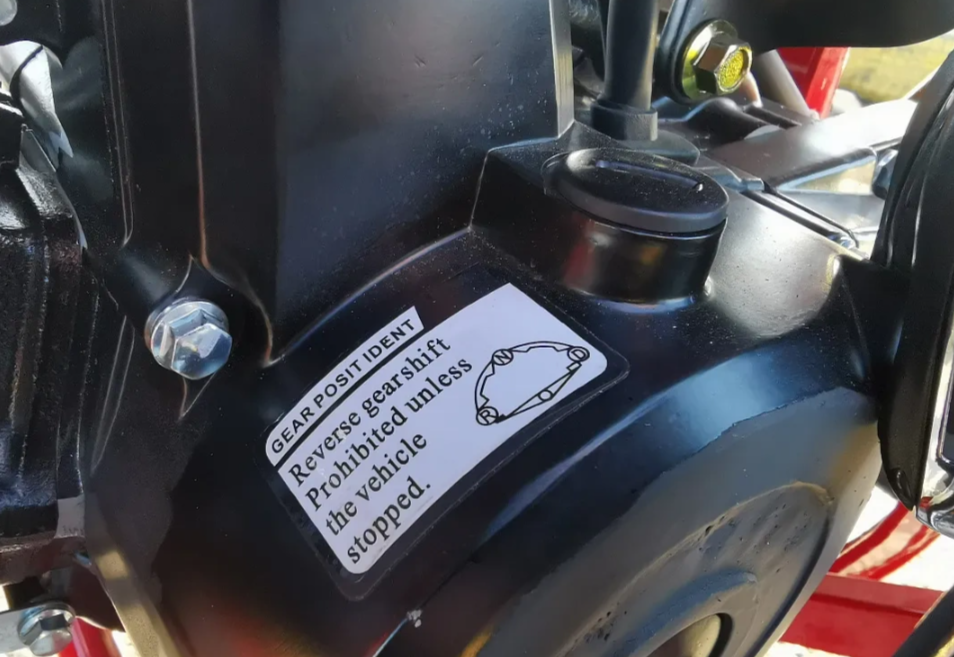 GEAR POSIT IDENT
Reverse gearshift
Prohibited unless
the vehicle
stopped.
N
R